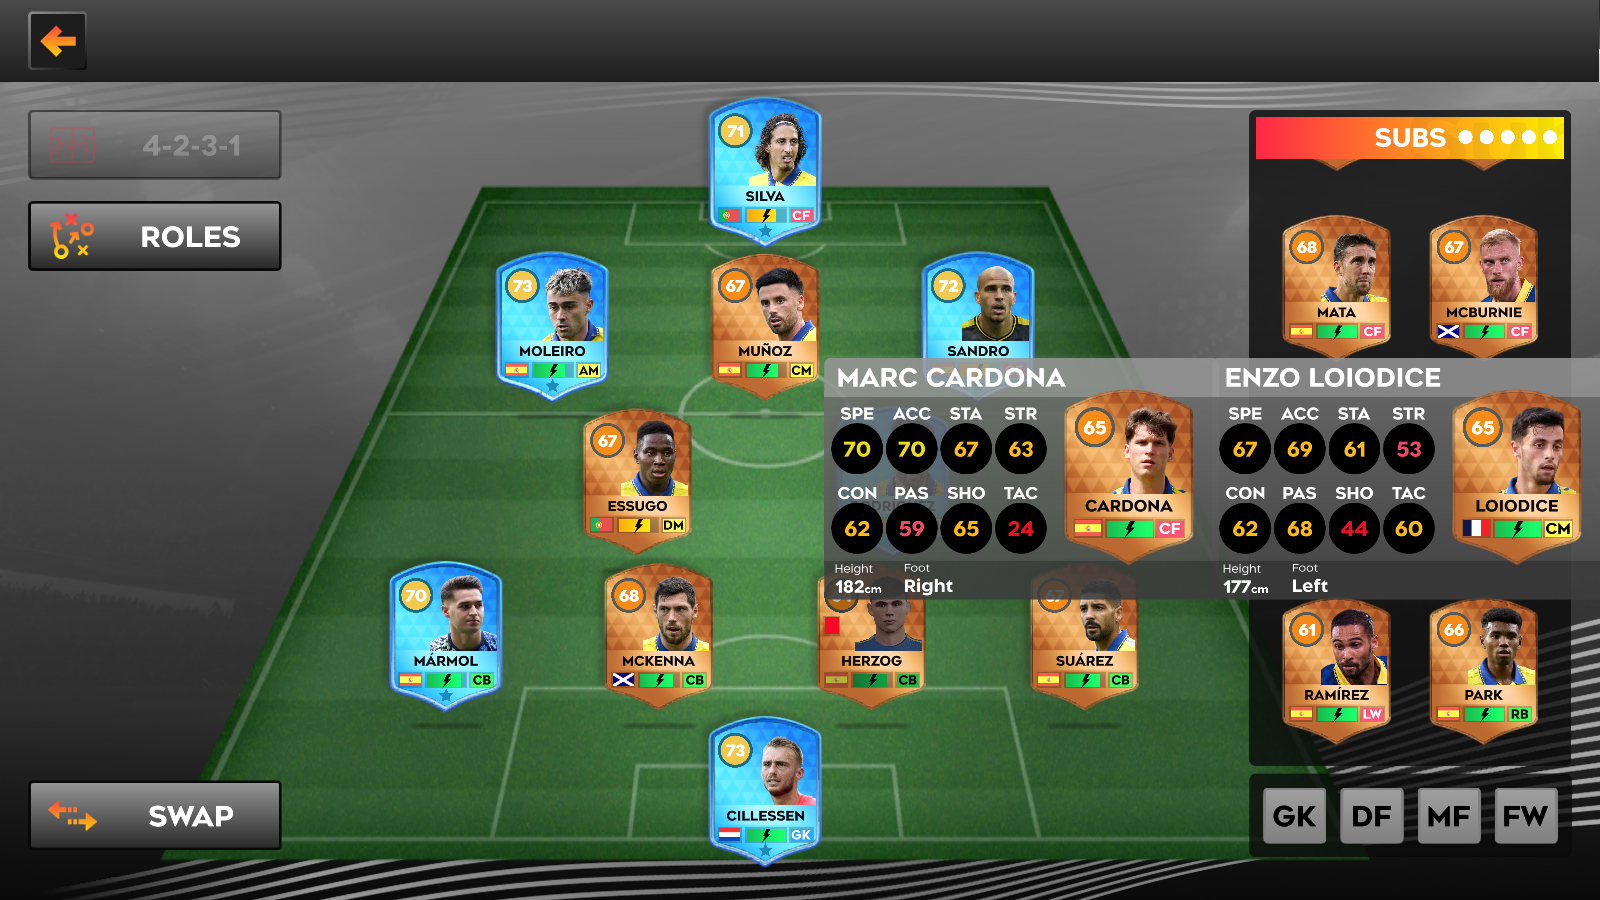 4-2-3-1
ROLES
SUBS
71
SILVA
CF
73
MOLEIRO
AM
67
MUÑOZ
CM
72
SANDRO
68
MATA
CF
67
MCBURNIE
CF
67
ESSUGO
DM
MARC CARDONA
SPE ACC STA STR
70 70 67 63
CON PAS SHO TAC
62 59 65 24
Height Foot
182cm Right
65
CARDONA
CF
ENZO LOIODICE
SPE ACC STA STR
67 69 61 53
CON PAS SHO TAC
62 68 44 60
Height Foot
177cm Left
65
LOIODICE
CM
70
MÁRMOL
CB
68
MCKENNA
CB
HERZOG
CB
67
SUÁREZ
CB
61
RAMÍREZ
LW
66
PARK
RB
73
CILLESSEN
GK
SWAP
GK DF MF FW